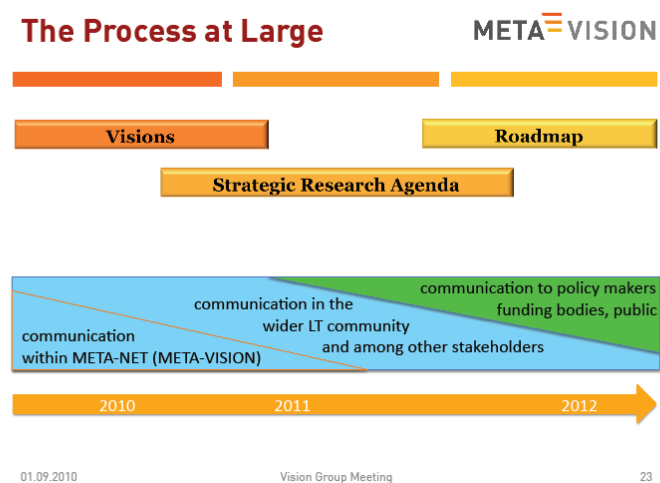 The Process at Large
META VISION
Visions
Roadmap
Strategic Research Agenda
communication to policy makers
funding bodies, public
communication in the
wider LT community
and among other stakeholders
communication
within META-NET (META-VISION)
2010 2011 2012
01.09.2010 Vision Group Meeting 23